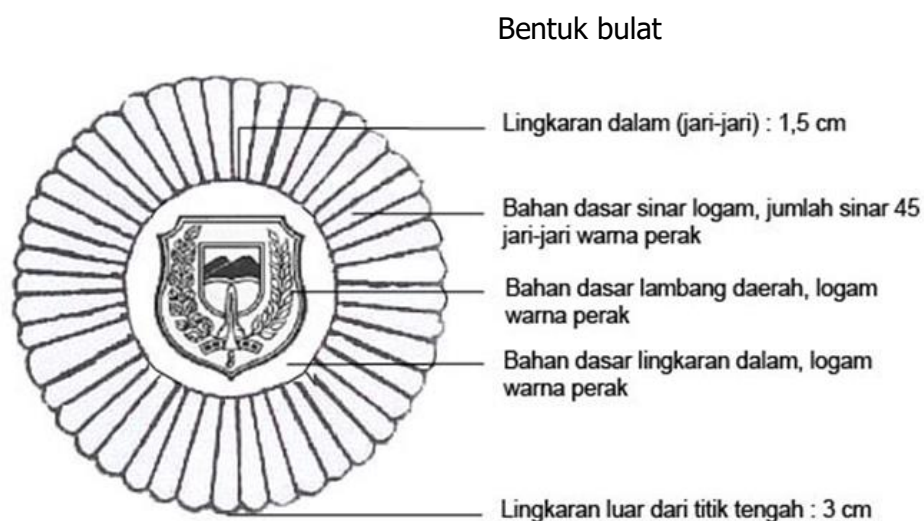 Bentuk bulat
Lingkaran dalam (jari-jari) : 1,5 cm
Bahan dasar sinar logam, jumlah sinar 45
jari-jari warna perak
Bahan dasar lambang daerah, logam
warna perak
Bahan dasar lingkaran dalam, logam
warna perak
Lingkaran luar dari titik tengah : 3 cm